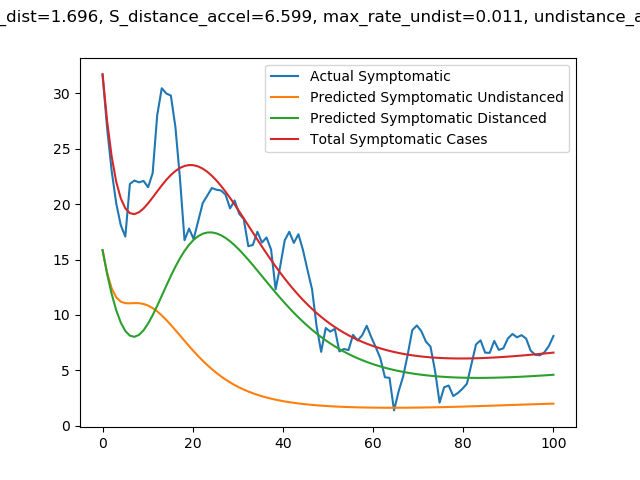 _dist=1.696, S_distance_accel=6.599, max_rate_undist=0.011, undistance_a
Actual Symptomatic
Predicted Symptomatic Undistanced
Predicted Symptomatic Distanced
Total Symptomatic Cases
30
25
20
15
10
5
0
0 20 40 60 80 100